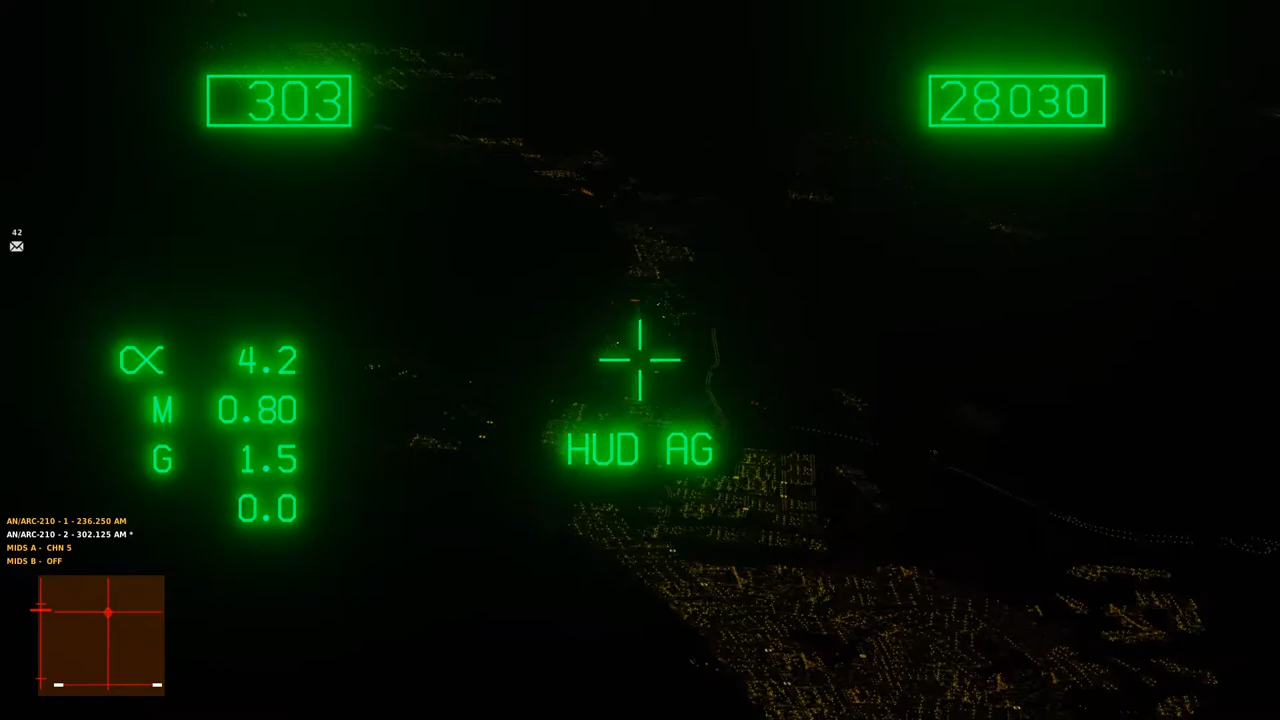 303
28030
42
α 4.2
M 0.80
G 1.5
0.0
HUD AG
AN/ARC-210 - 1 - 236.250 AM
AN/ARC-210 - 2 - 302.125 AM *
MIDS A - CHN 5
MIDS B - OFF